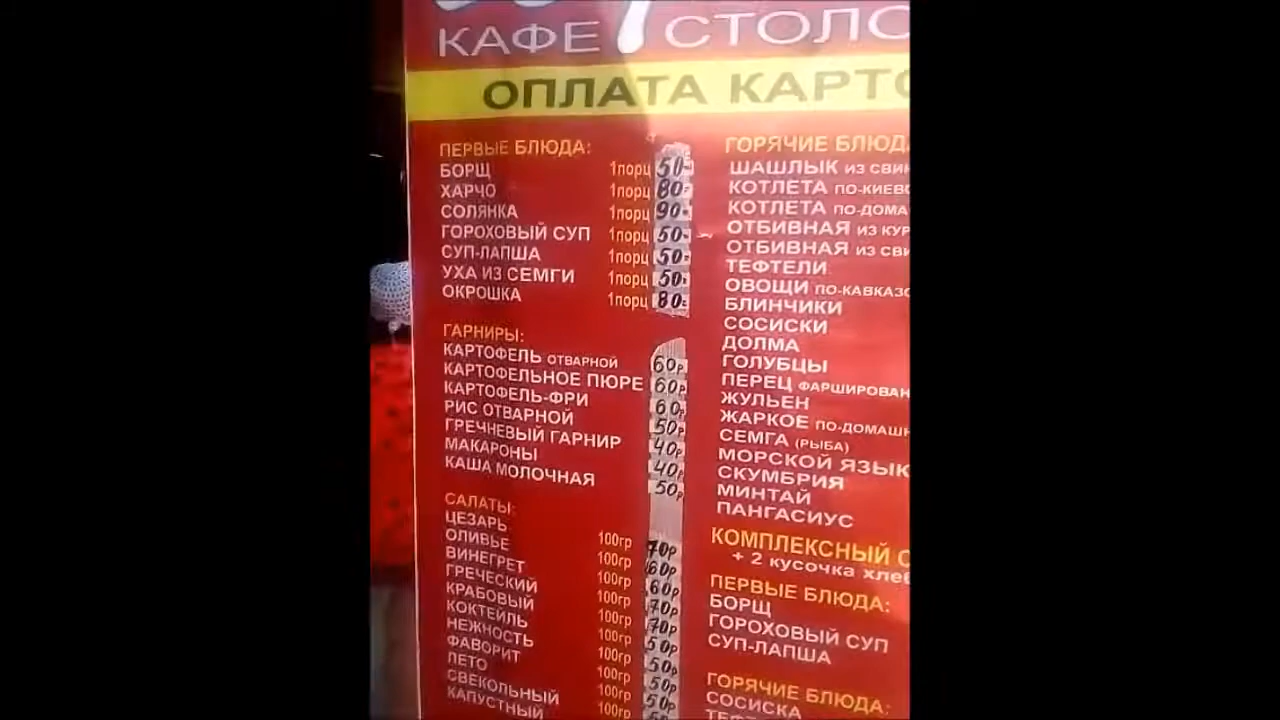 КАФЕ СТОЛО
ОПЛАТА КАРТО
ПЕРВЫЕ БЛЮДА:
БОРЩ 1порц 50=
ХАРЧО 1порц 80=
СОЛЯНКА 1порц 90=
ГОРОХОВЫЙ СУП 1порц 50=
СУП-ЛАПША 1порц 50=
УХА ИЗ СЕМГИ 1порц 50=
ОКРОШКА 1порц 80=
ГАРНИРЫ:
КАРТОФЕЛЬ ОТВАРНОЙ 60р
КАРТОФЕЛЬНОЕ ПЮРЕ 60р
КАРТОФЕЛЬ-ФРИ 60р
РИС ОТВАРНОЙ 50р
ГРЕЧНЕВЫЙ ГАРНИР 40р
МАКАРОНЫ 40р
КАША МОЛОЧНАЯ 50р
САЛАТЫ:
ЦЕЗАРЬ 100гр 70р
ОЛИВЬЕ 100гр 60р
ВИНЕГРЕТ 100гр 60р
ГРЕЧЕСКИЙ 100гр 70р
КРАБОВЫЙ 100гр 70р
КОКТЕЙЛЬ 100гр 50р
НЕЖНОСТЬ 100гр 50р
ФАВОРИТ 100гр 50р
ЛЕТО 100гр 50р
СВЕКОЛЬНЫЙ 100гр
КАПУСТНЫЙ
ГОРЯЧИЕ БЛЮДА
ШАШЛЫК ИЗ СВИН
КОТЛЕТА ПО-КИЕВС
КОТЛЕТА ПО-ДОМА
ОТБИВНАЯ ИЗ КУР
ОТБИВНАЯ ИЗ СВИ
ТЕФТЕЛИ
ОВОЩИ ПО-КАВКАЗС
БЛИНЧИКИ
СОСИСКИ
ДОЛМА
ГОЛУБЦЫ
ПЕРЕЦ ФАРШИРОВАН
ЖУЛЬЕН
ЖАРКОЕ ПО-ДОМАШН
СЕМГА (РЫБА)
МОРСКОЙ ЯЗЫК
СКУМБРИЯ
МИНТАЙ
ПАНГАСИУС
КОМПЛЕКСНЫЙ О
+ 2 кусочка хлеб
ПЕРВЫЕ БЛЮДА:
БОРЩ
ГОРОХОВЫЙ СУП
СУП-ЛАПША
ГОРЯЧИЕ БЛЮДА:
СОСИСКА